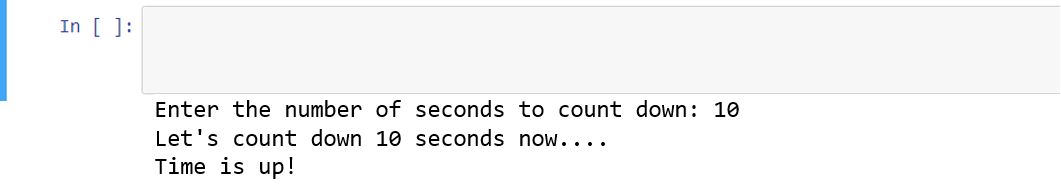 In [ ]:
Enter the number of seconds to count down: 10
Let's count down 10 seconds now....
Time is up!